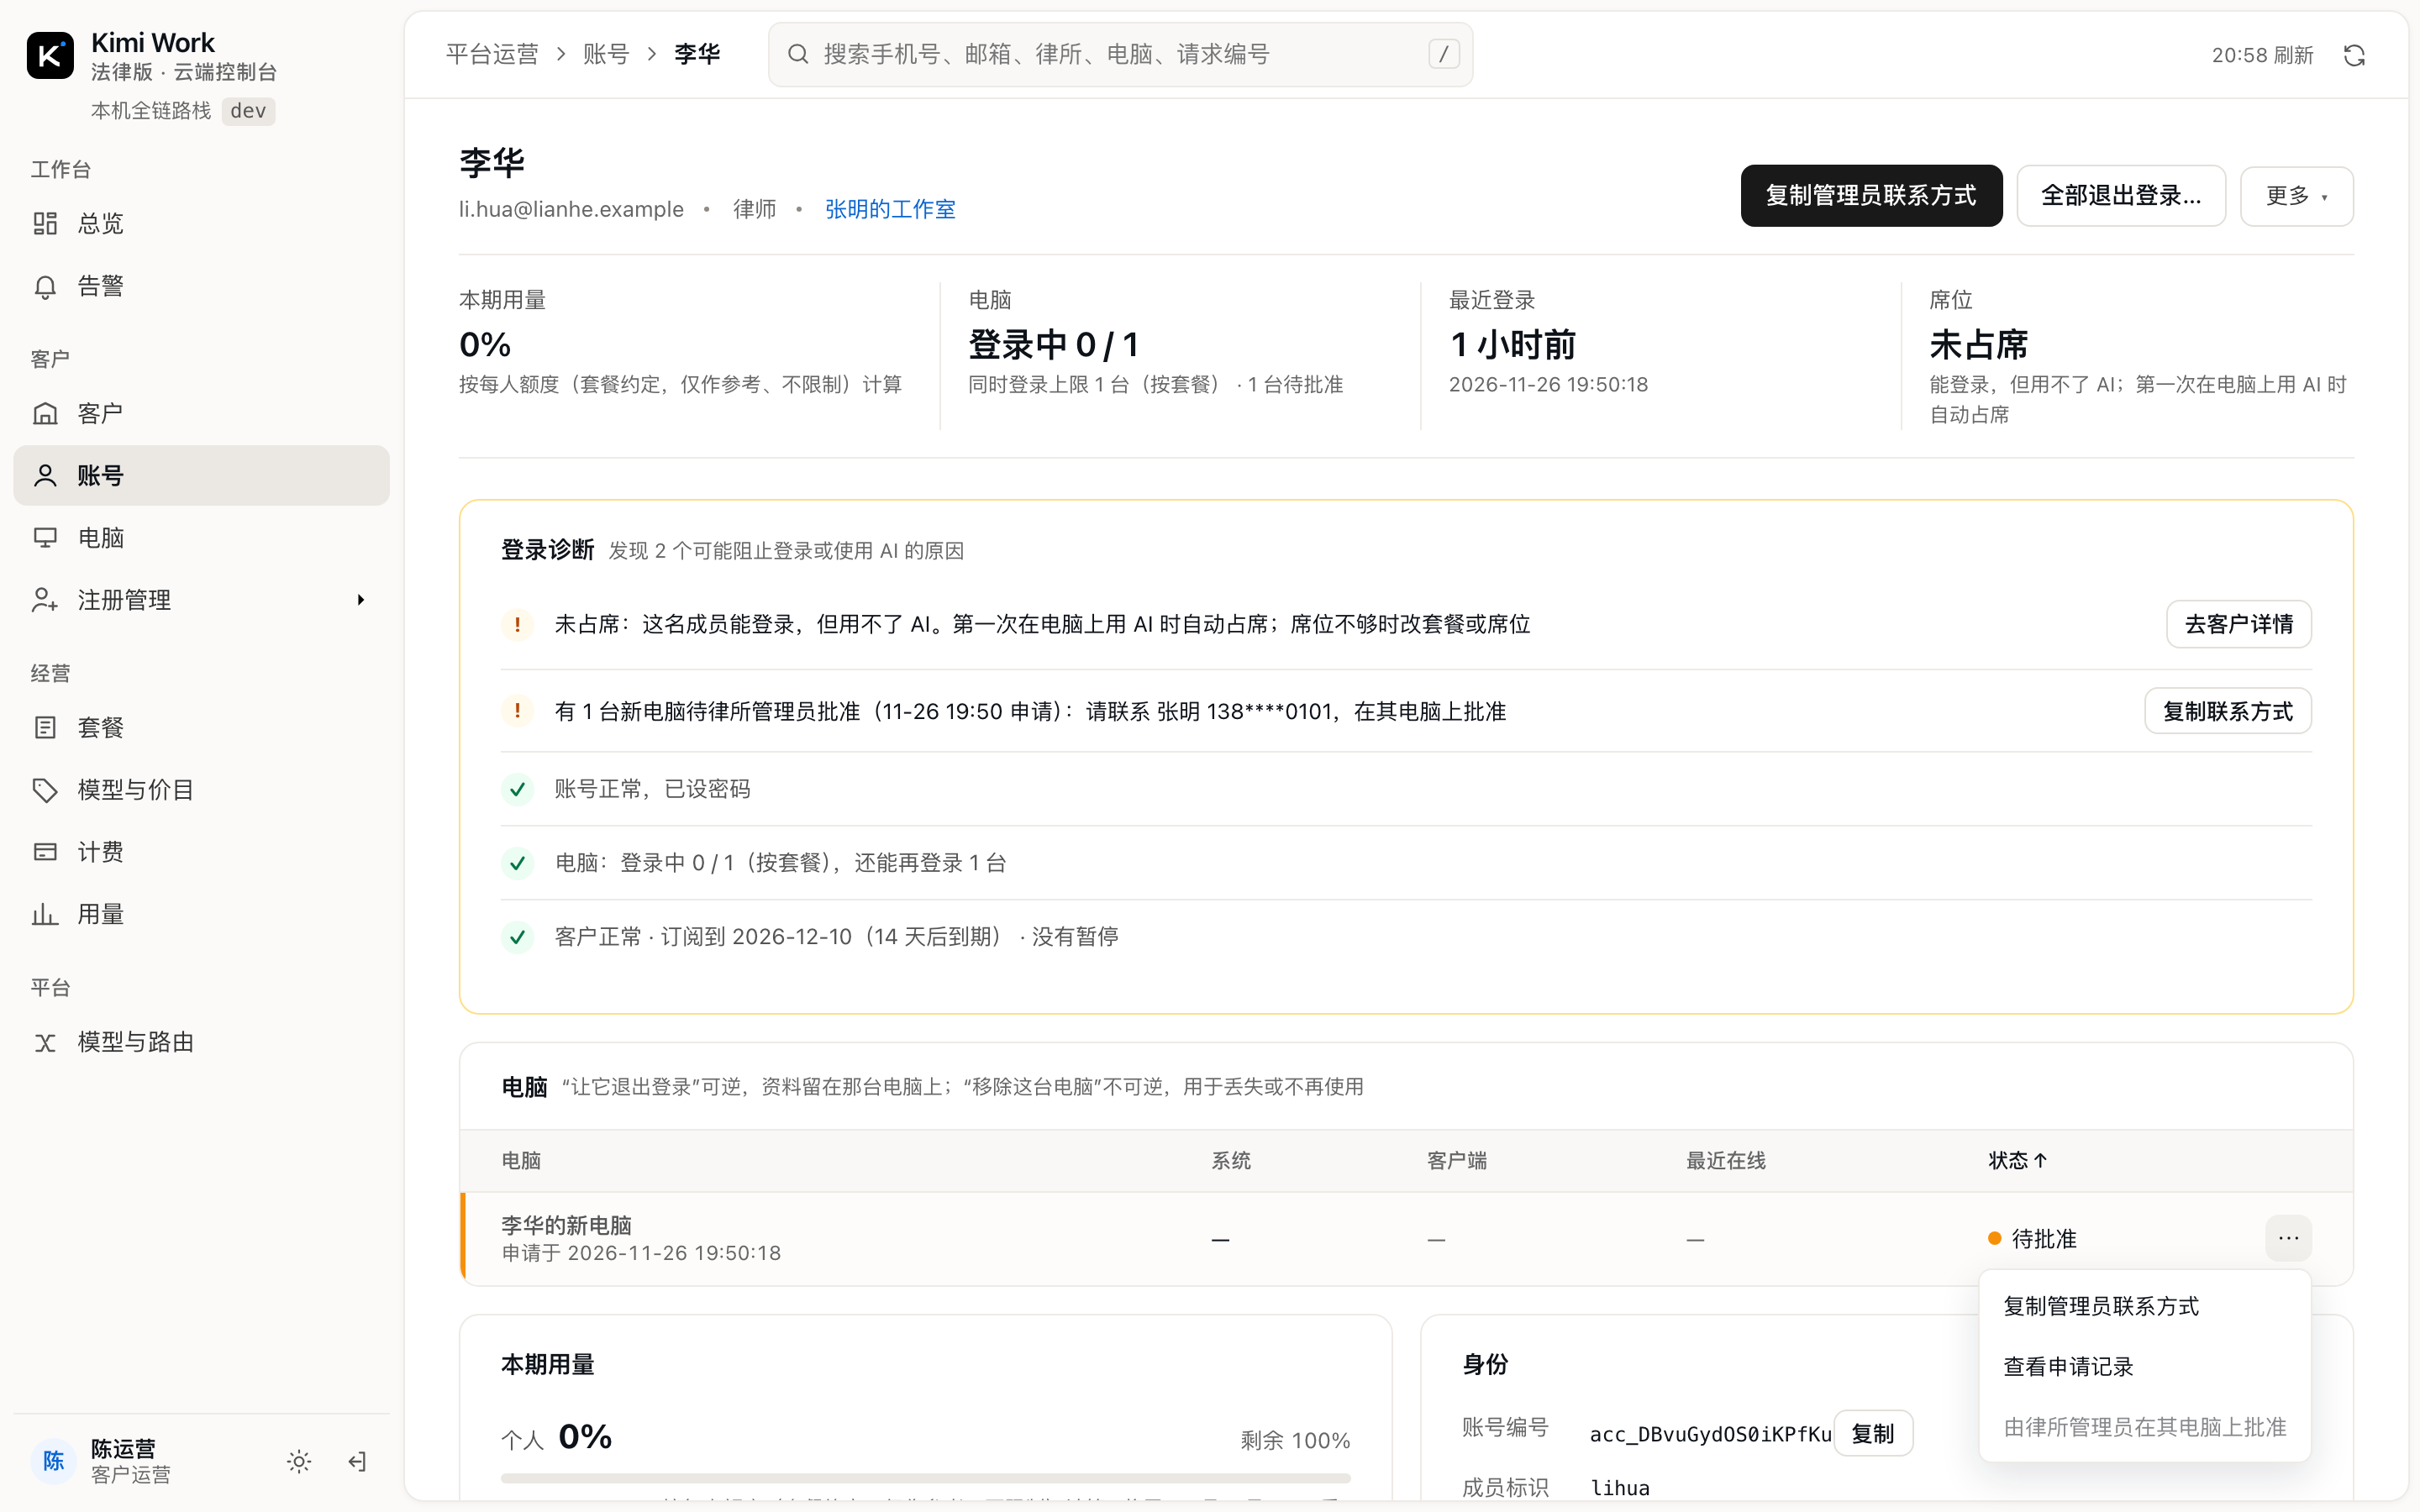 Kimi Work
法律版 · 云端控制台
本机全链路栈 dev
工作台
总览
告警
客户
客户
账号
电脑
注册管理
经营
套餐
模型与价目
计费
用量
平台
模型与路由
陈 陈运营
客户运营
平台运营 > 账号 > 李华
搜索手机号、邮箱、律所、电脑、请求编号 /
20:58 刷新
李华
li.hua@lianhe.example • 律师 • 张明的工作室
复制管理员联系方式 全部退出登录... 更多
本期用量
0%
按每人额度（套餐约定，仅作参考、不限制）计算
电脑
登录中 0 / 1
同时登录上限 1 台（按套餐） · 1 台待批准
最近登录
1 小时前
2026-11-26 19:50:18
席位
未占席
能登录，但用不了 AI；第一次在电脑上用 AI 时
自动占席
登录诊断 发现 2 个可能阻止登录或使用 AI 的原因
! 未占席：这名成员能登录，但用不了 AI。第一次在电脑上用 AI 时自动占席；席位不够时改套餐或席位 去客户详情
! 有 1 台新电脑待律所管理员批准（11-26 19:50 申请）：请联系 张明 138****0101，在其电脑上批准 复制联系方式
账号正常，已设密码
电脑：登录中 0 / 1（按套餐），还能再登录 1 台
客户正常 · 订阅到 2026-12-10（14 天后到期） · 没有暂停
电脑 “让它退出登录”可逆，资料留在那台电脑上；“移除这台电脑”不可逆，用于丢失或不再使用
电脑 系统 客户端 最近在线 状态 ↑
李华的新电脑
申请于 2026-11-26 19:50:18
— — — 待批准 ...
复制管理员联系方式
查看申请记录
由律所管理员在其电脑上批准
本期用量
个人 0% 剩余 100%
身份
账号编号 acc_DBvuGydOS0iKPfKu 复制
成员标识 lihua